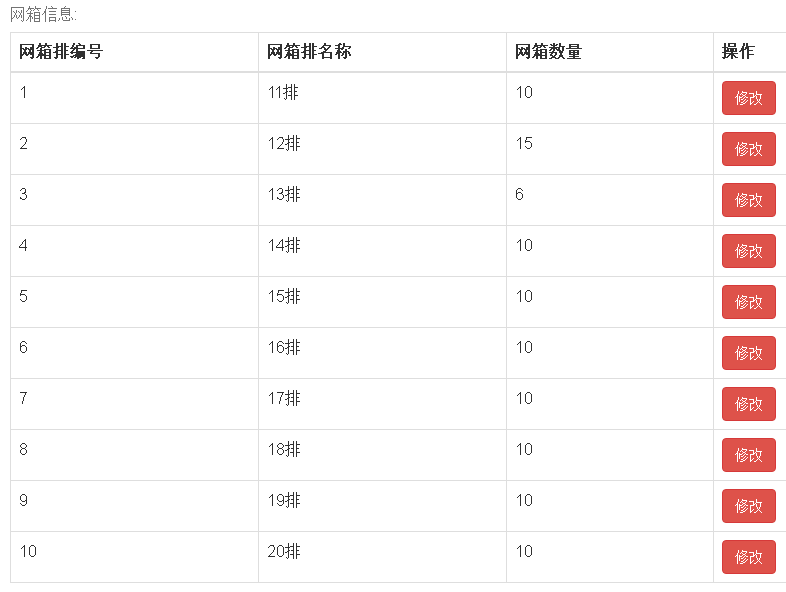 网箱信息:
网箱排编号 网箱排名称 网箱数量 操作
1 11排 10 修改
2 12排 15 修改
3 13排 6 修改
4 14排 10 修改
5 15排 10 修改
6 16排 10 修改
7 17排 10 修改
8 18排 10 修改
9 19排 10 修改
10 20排 10 修改